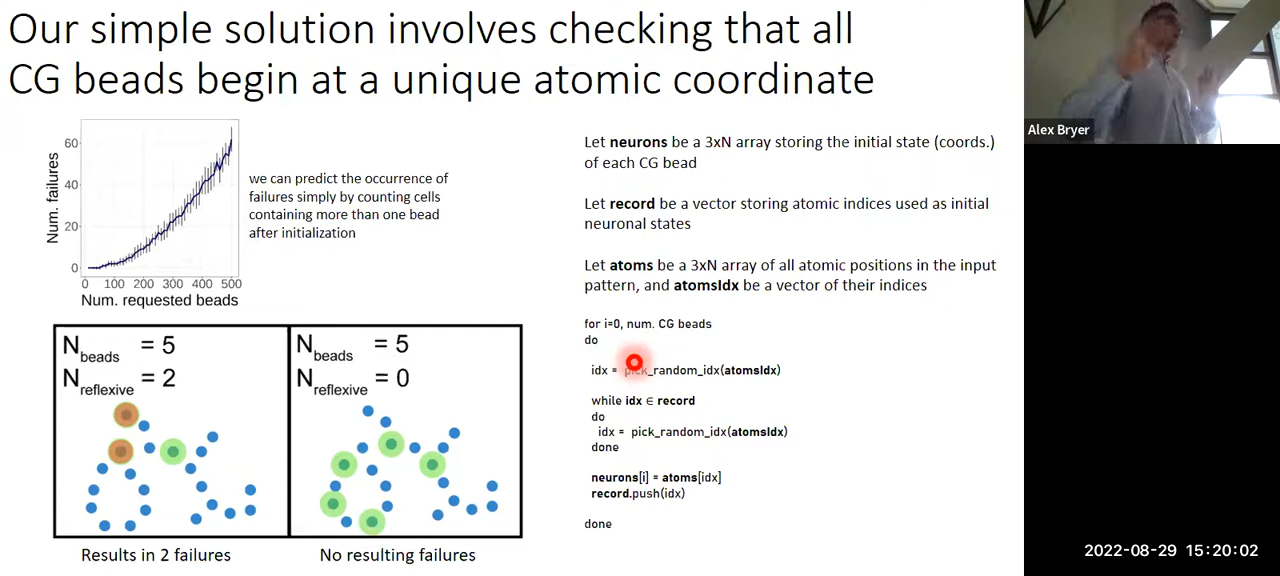 Our simple solution involves checking that all
CG beads begin at a unique atomic coordinate
Alex Bryer
Num. failures
60
40
20
0
0 100 200 300 400 500
Num. requested beads
we can predict the occurrence of
failures simply by counting cells
containing more than one bead
after initialization
N beads = 5
N reflexive = 2
N beads = 5
N reflexive = 0
Results in 2 failures
No resulting failures
Let neurons be a 3xN array storing the initial state (coords.)
of each CG bead
Let record be a vector storing atomic indices used as initial
neuronal states
Let atoms be a 3xN array of all atomic positions in the input
pattern, and atomsIdx be a vector of their indices
for i=0, num. CG beads
do
idx = pick_random_idx(atomsIdx)
while idx ∈ record
do
idx = pick_random_idx(atomsIdx)
done
neurons[i] = atoms[idx]
record.push(idx)
done
2022-08-29 15:20:02